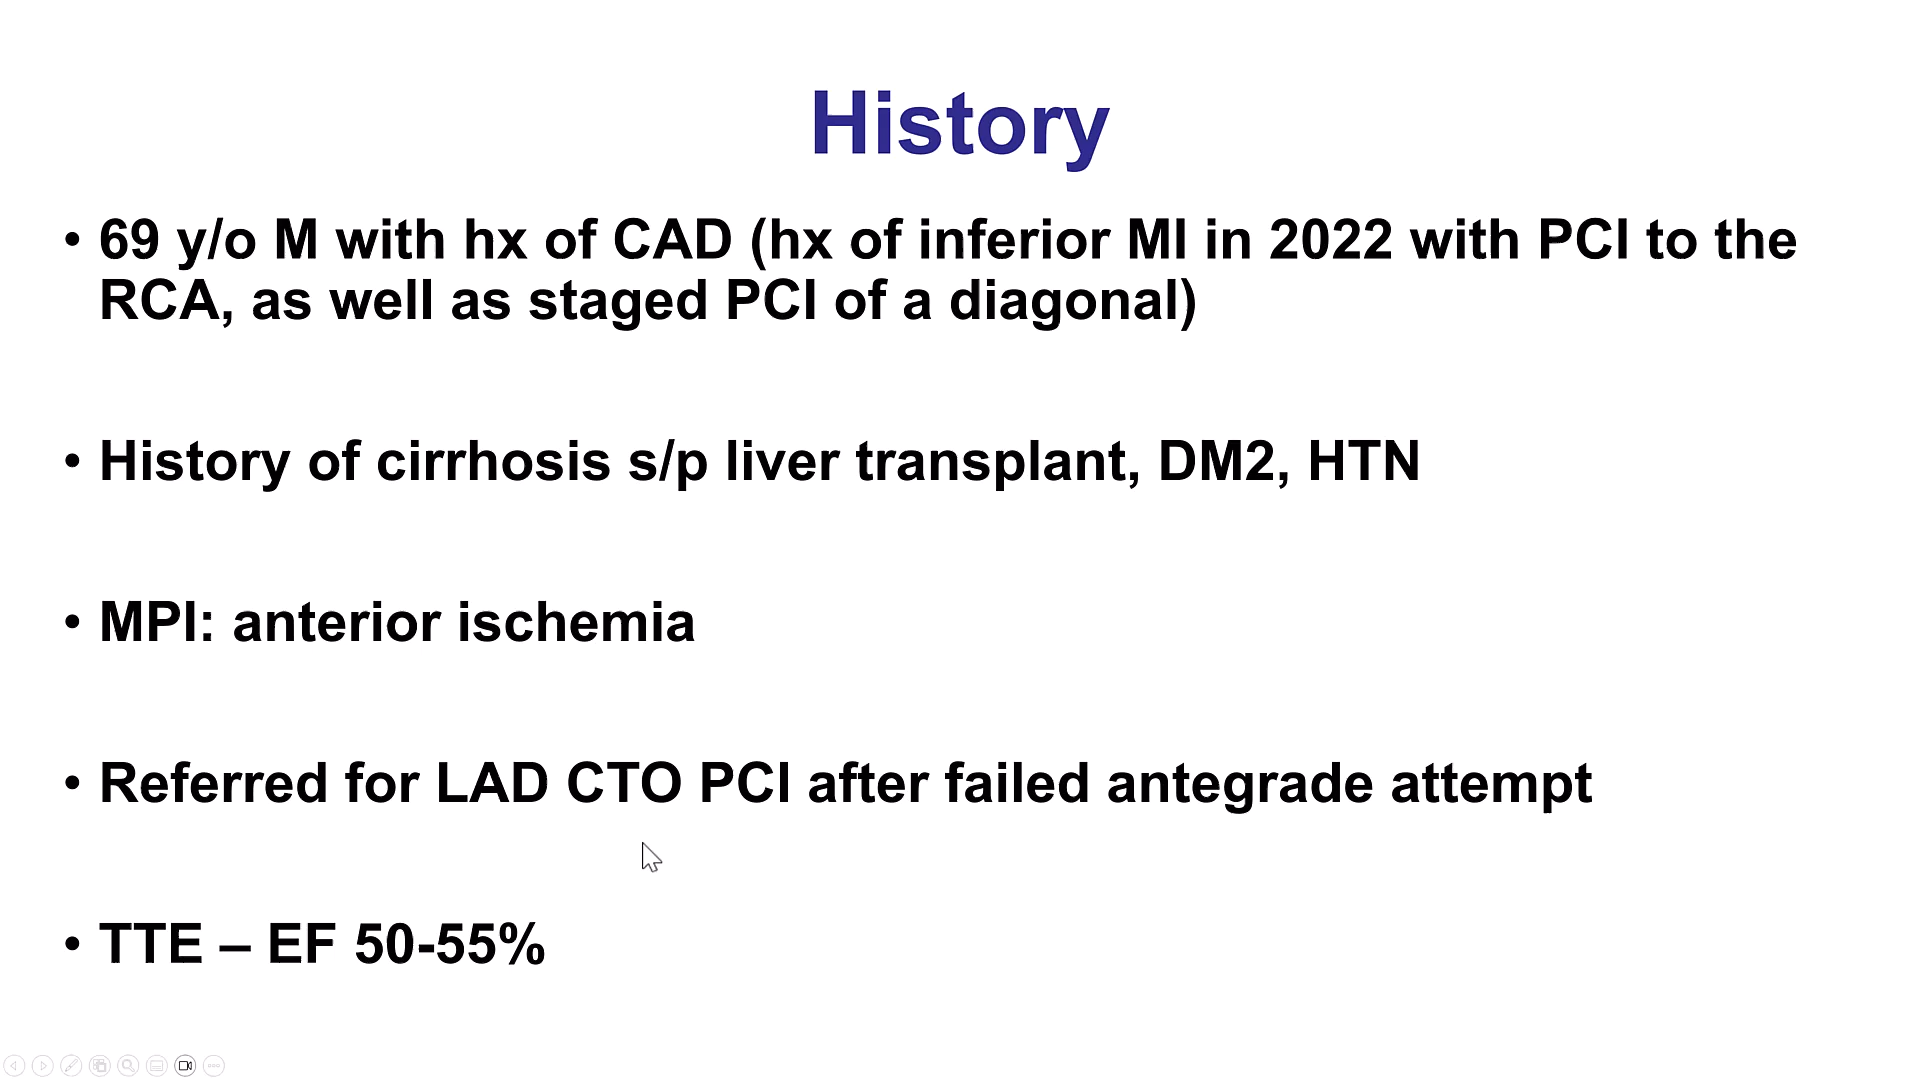 History
• 69 y/o M with hx of CAD (hx of inferior MI in 2022 with PCI to the
RCA, as well as staged PCI of a diagonal)
• History of cirrhosis s/p liver transplant, DM2, HTN
• MPI: anterior ischemia
• Referred for LAD CTO PCI after failed antegrade attempt
• TTE – EF 50-55%